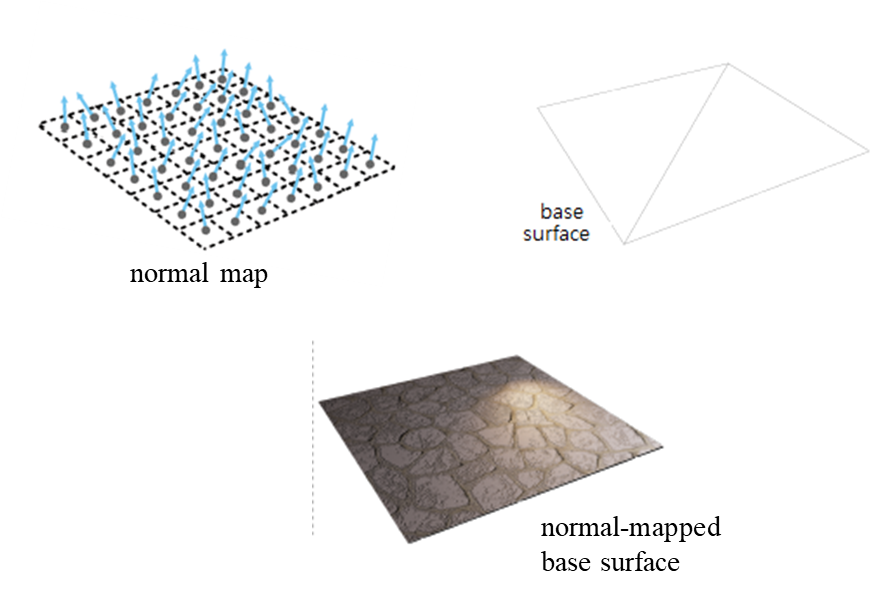 normal map
base
surface
normal-mapped
base surface